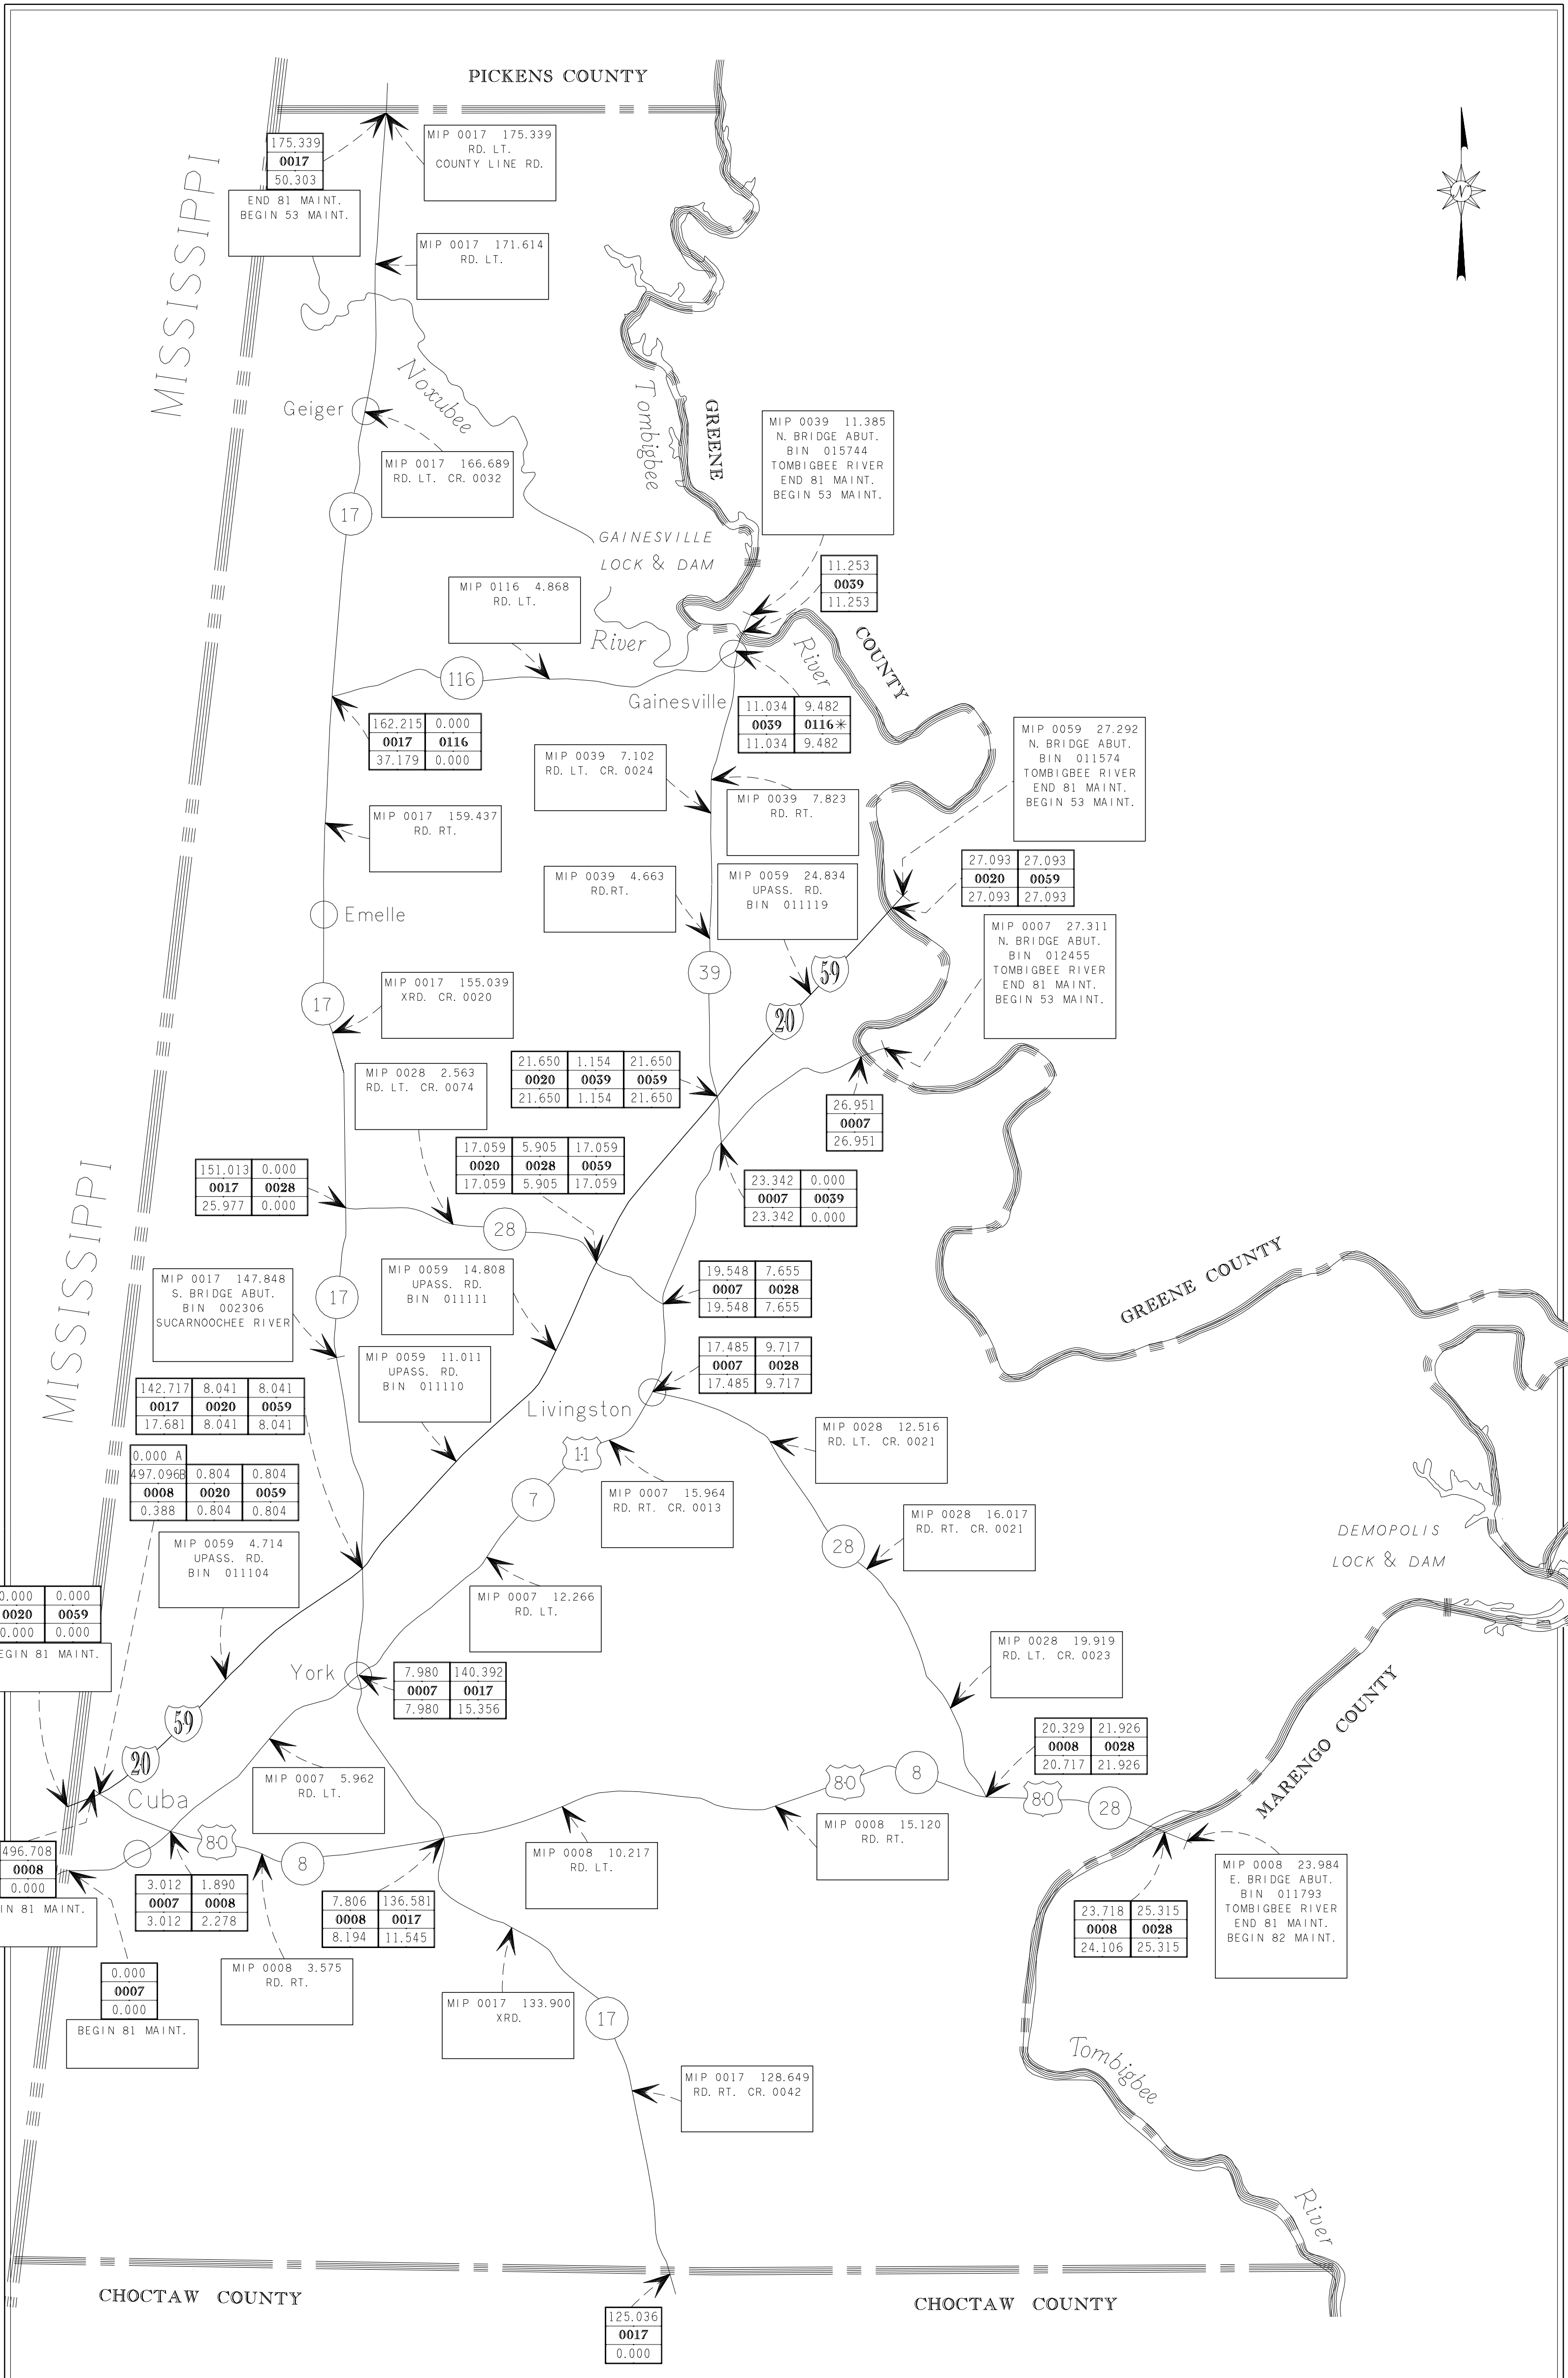 PICKENS COUNTY
175.339
0017
50.303
END 81 MAINT.
BEGIN 53 MAINT.
MIP 0017 175.339
RD. LT.
COUNTY LINE RD.
N
MISSISSIPPI
MIP 0017 171.614
RD. LT.
Noxubee
Geiger
Tombigbee
GREENE
MIP 0017 166.689
RD. LT. CR. 0032
17
MIP 0039 11.385
N. BRIDGE ABUT.
BIN 015744
TOMBIGBEE RIVER
END 81 MAINT.
BEGIN 53 MAINT.
GAINESVILLE
LOCK & DAM
11.253
0039
11.253
MIP 0116 4.868
RD. LT.
River
River
COUNTY
116
Gainesville
162.215 0.000
0017 0116
37.179 0.000
11.034 9.482
0039 0116*
11.034 9.482
MIP 0059 27.292
N. BRIDGE ABUT.
BIN 011574
TOMBIGBEE RIVER
END 81 MAINT.
BEGIN 53 MAINT.
MIP 0039 7.102
RD. LT. CR. 0024
MIP 0039 7.823
RD. RT.
MIP 0017 159.437
RD. RT.
MIP 0039 4.663
RD.RT.
MIP 0059 24.834
UPASS. RD.
BIN 011119
27.093 27.093
0020 0059
27.093 27.093
Emelle
MIP 0007 27.311
N. BRIDGE ABUT.
BIN 012455
TOMBIGBEE RIVER
END 81 MAINT.
BEGIN 53 MAINT.
39
59
20
17
MIP 0017 155.039
XRD. CR. 0020
MIP 0028 2.563
RD. LT. CR. 0074
21.650 1.154 21.650
0020 0039 0059
21.650 1.154 21.650
26.951
0007
26.951
17.059 5.905 17.059
0020 0028 0059
17.059 5.905 17.059
151.013 0.000
0017 0028
25.977 0.000
23.342 0.000
0007 0039
23.342 0.000
MISSISSIPPI
28
GREENE COUNTY
MIP 0017 147.848
S. BRIDGE ABUT.
BIN 002306
SUCARNOOCHEE RIVER
17
MIP 0059 14.808
UPASS. RD.
BIN 011111
19.548 7.655
0007 0028
19.548 7.655
MIP 0059 11.011
UPASS. RD.
BIN 011110
17.485 9.717
0007 0028
17.485 9.717
142.717 8.041 8.041
0017 0020 0059
17.681 8.041 8.041
Livingston
MIP 0028 12.516
RD. LT. CR. 0021
0.000 A
497.096B 0.804 0.804
0008 0020 0059
0.388 0.804 0.804
11
7
MIP 0007 15.964
RD. RT. CR. 0013
MIP 0028 16.017
RD. RT. CR. 0021
28
DEMOPOLIS
LOCK & DAM
MIP 0059 4.714
UPASS. RD.
BIN 011104
0.000 0.000
0020 0059
0.000 0.000
EGIN 81 MAINT.
MIP 0007 12.266
RD. LT.
MIP 0028 19.919
RD. LT. CR. 0023
York
7.980 140.392
0007 0017
7.980 15.356
59
20
20.329 21.926
0008 0028
20.717 21.926
MARENGO COUNTY
MIP 0007 5.962
RD. LT.
Cuba
80
8
80
28
MIP 0008 15.120
RD. RT.
80
8
496.708
0008
0.000
IN 81 MAINT.
MIP 0008 10.217
RD. LT.
MIP 0008 23.984
E. BRIDGE ABUT.
BIN 011793
TOMBIGBEE RIVER
END 81 MAINT.
BEGIN 82 MAINT.
3.012 1.890
0007 0008
3.012 2.278
7.806 136.581
0008 0017
8.194 11.545
23.718 25.315
0008 0028
24.106 25.315
0.000
0007
0.000
BEGIN 81 MAINT.
MIP 0008 3.575
RD. RT.
MIP 0017 133.900
XRD.
17
Tombigbee
MIP 0017 128.649
RD. RT. CR. 0042
River
CHOCTAW COUNTY
CHOCTAW COUNTY
125.036
0017
0.000